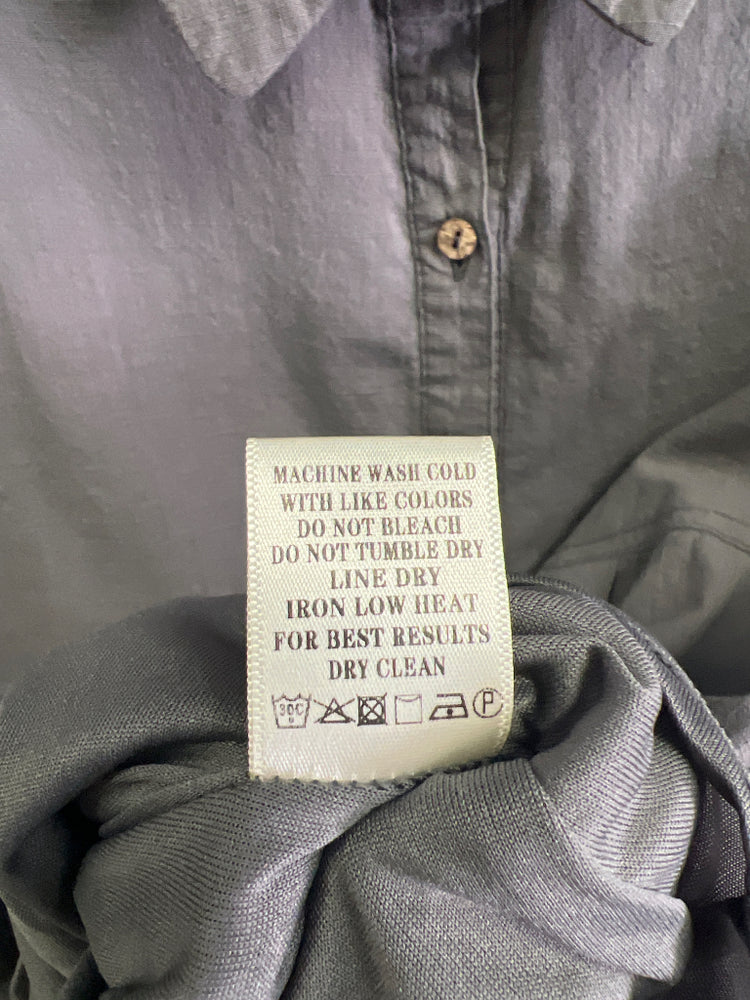 MACHINE WASH COLD
WITH LIKE COLORS
DO NOT BLEACH
DO NOT TUMBLE DRY
LINE DRY
IRON LOW HEAT
FOR BEST RESULTS
DRY CLEAN
30C P